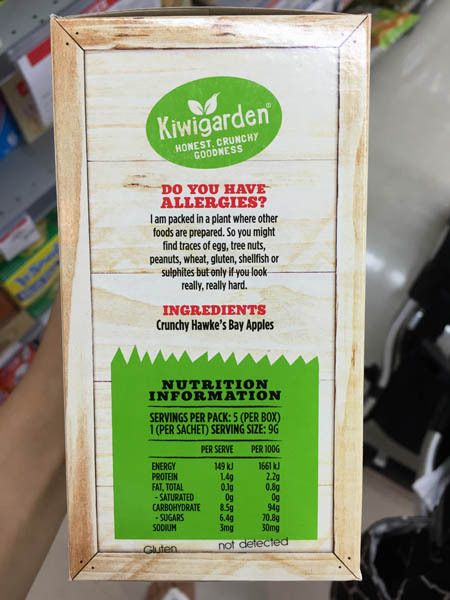 Kiwigarden®
HONEST, CRUNCHY
GOODNESS
DO YOU HAVE
ALLERGIES?
I am packed in a plant where other
foods are prepared. So you might
find traces of egg, tree nuts,
peanuts, wheat, gluten, shellfish or
sulphites but only if you look
really, really hard.
INGREDIENTS
Crunchy Hawke's Bay Apples
NUTRITION
INFORMATION
SERVINGS PER PACK: 5 (PER BOX)
1 (PER SACHET) SERVING SIZE: 9G
PER SERVE PER 100G
ENERGY 149 kJ 1661 kJ
PROTEIN 1.4g 2.2g
FAT, TOTAL 0.1g 0.8g
- SATURATED 0g 0g
CARBOHYDRATE 8.5g 94g
- SUGARS 6.4g 70.8g
SODIUM 3mg 30mg
Gluten not detected